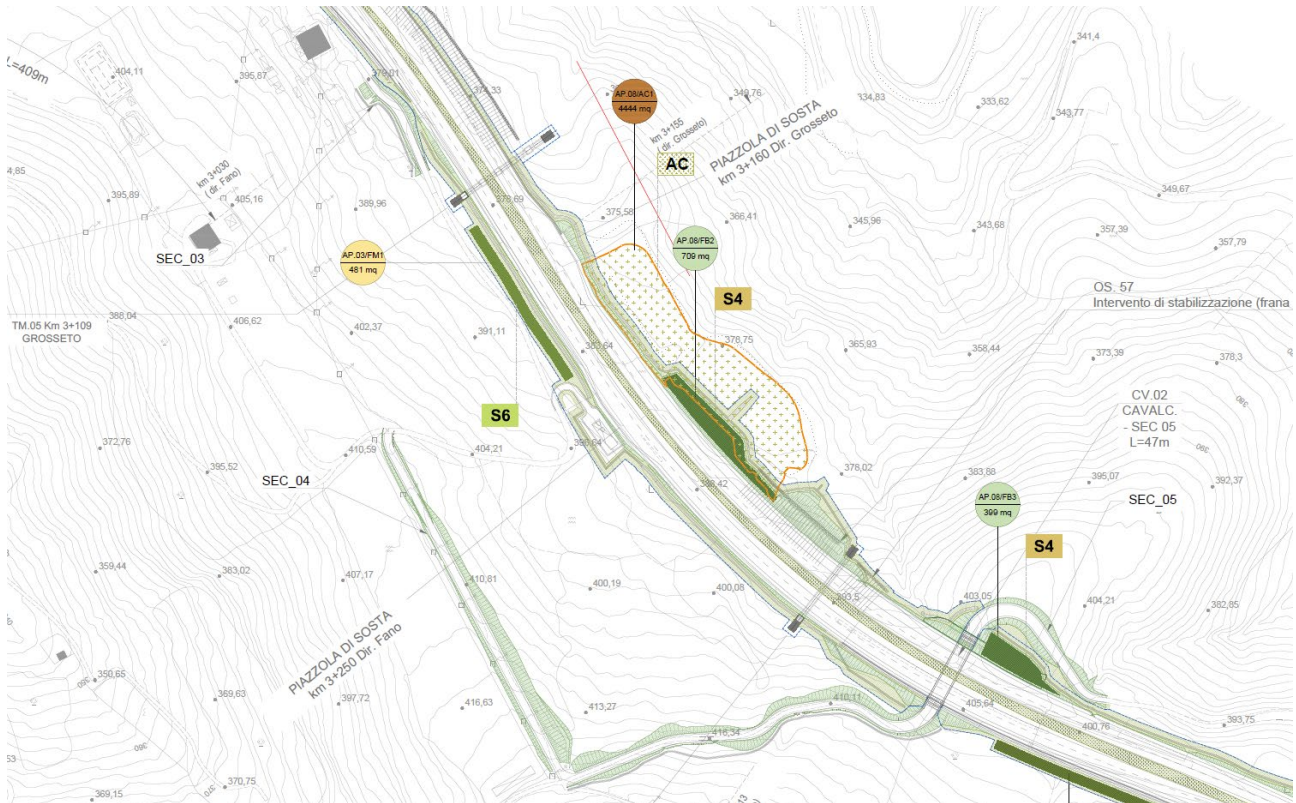 L=409m
404,11
395,87
379,01
374,33
AP.08/AC1
4444 mq
349,76
km 3+155
(dir. Grosseto)
PIAZZOLA DI SOSTA
km 3+160 Dir. Grosseto
334,83
341,4
333,62
343,77
AC
km 3+030
(dir. Fano)
395,89
405,16
389,96
378,69
375,58
366,41
345,96
343,68
349,67
357,39
357,79
SEC_03
AP.03/FM1
481 mq
AP.08/FB2
709 mq
S4
OS. 57
Intervento di stabilizzazione (frana
TM.05 Km 3+109
GROSSETO
388,04
406,62
402,37
391,11
383,64
378,75
365,93
358,44
373,39
378,3
S6
CV.02
CAVALC.
- SEC 05
L=47m
380
390
372,76
395,52
410,59
404,21
398,64
378,02
383,88
395,07
392,37
SEC_04
388,42
AP.08/FB3
399 mq
SEC_05
S4
359,44
383,02
407,17
410,81
400,19
400,08
393,5
403,05
404,21
382,85
PIAZZOLA DI SOSTA
km 3+250 Dir. Fano
350,65
360
369,63
397,72
416,63
413,27
410,11
405,64
400,76
393,75
416,34
380
370,75
370
369,15